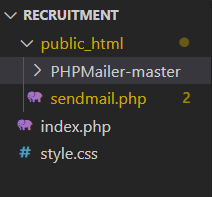 RECRUITMENT
public_html
PHPMailer-master
sendmail.php 2
index.php
# style.css